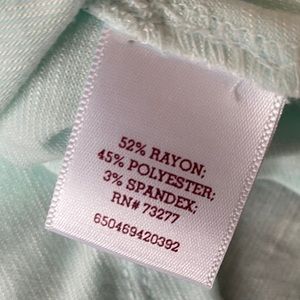 52% RAYON;
45% POLYESTER;
3% SPANDEX;
RN# 73277
650469420392